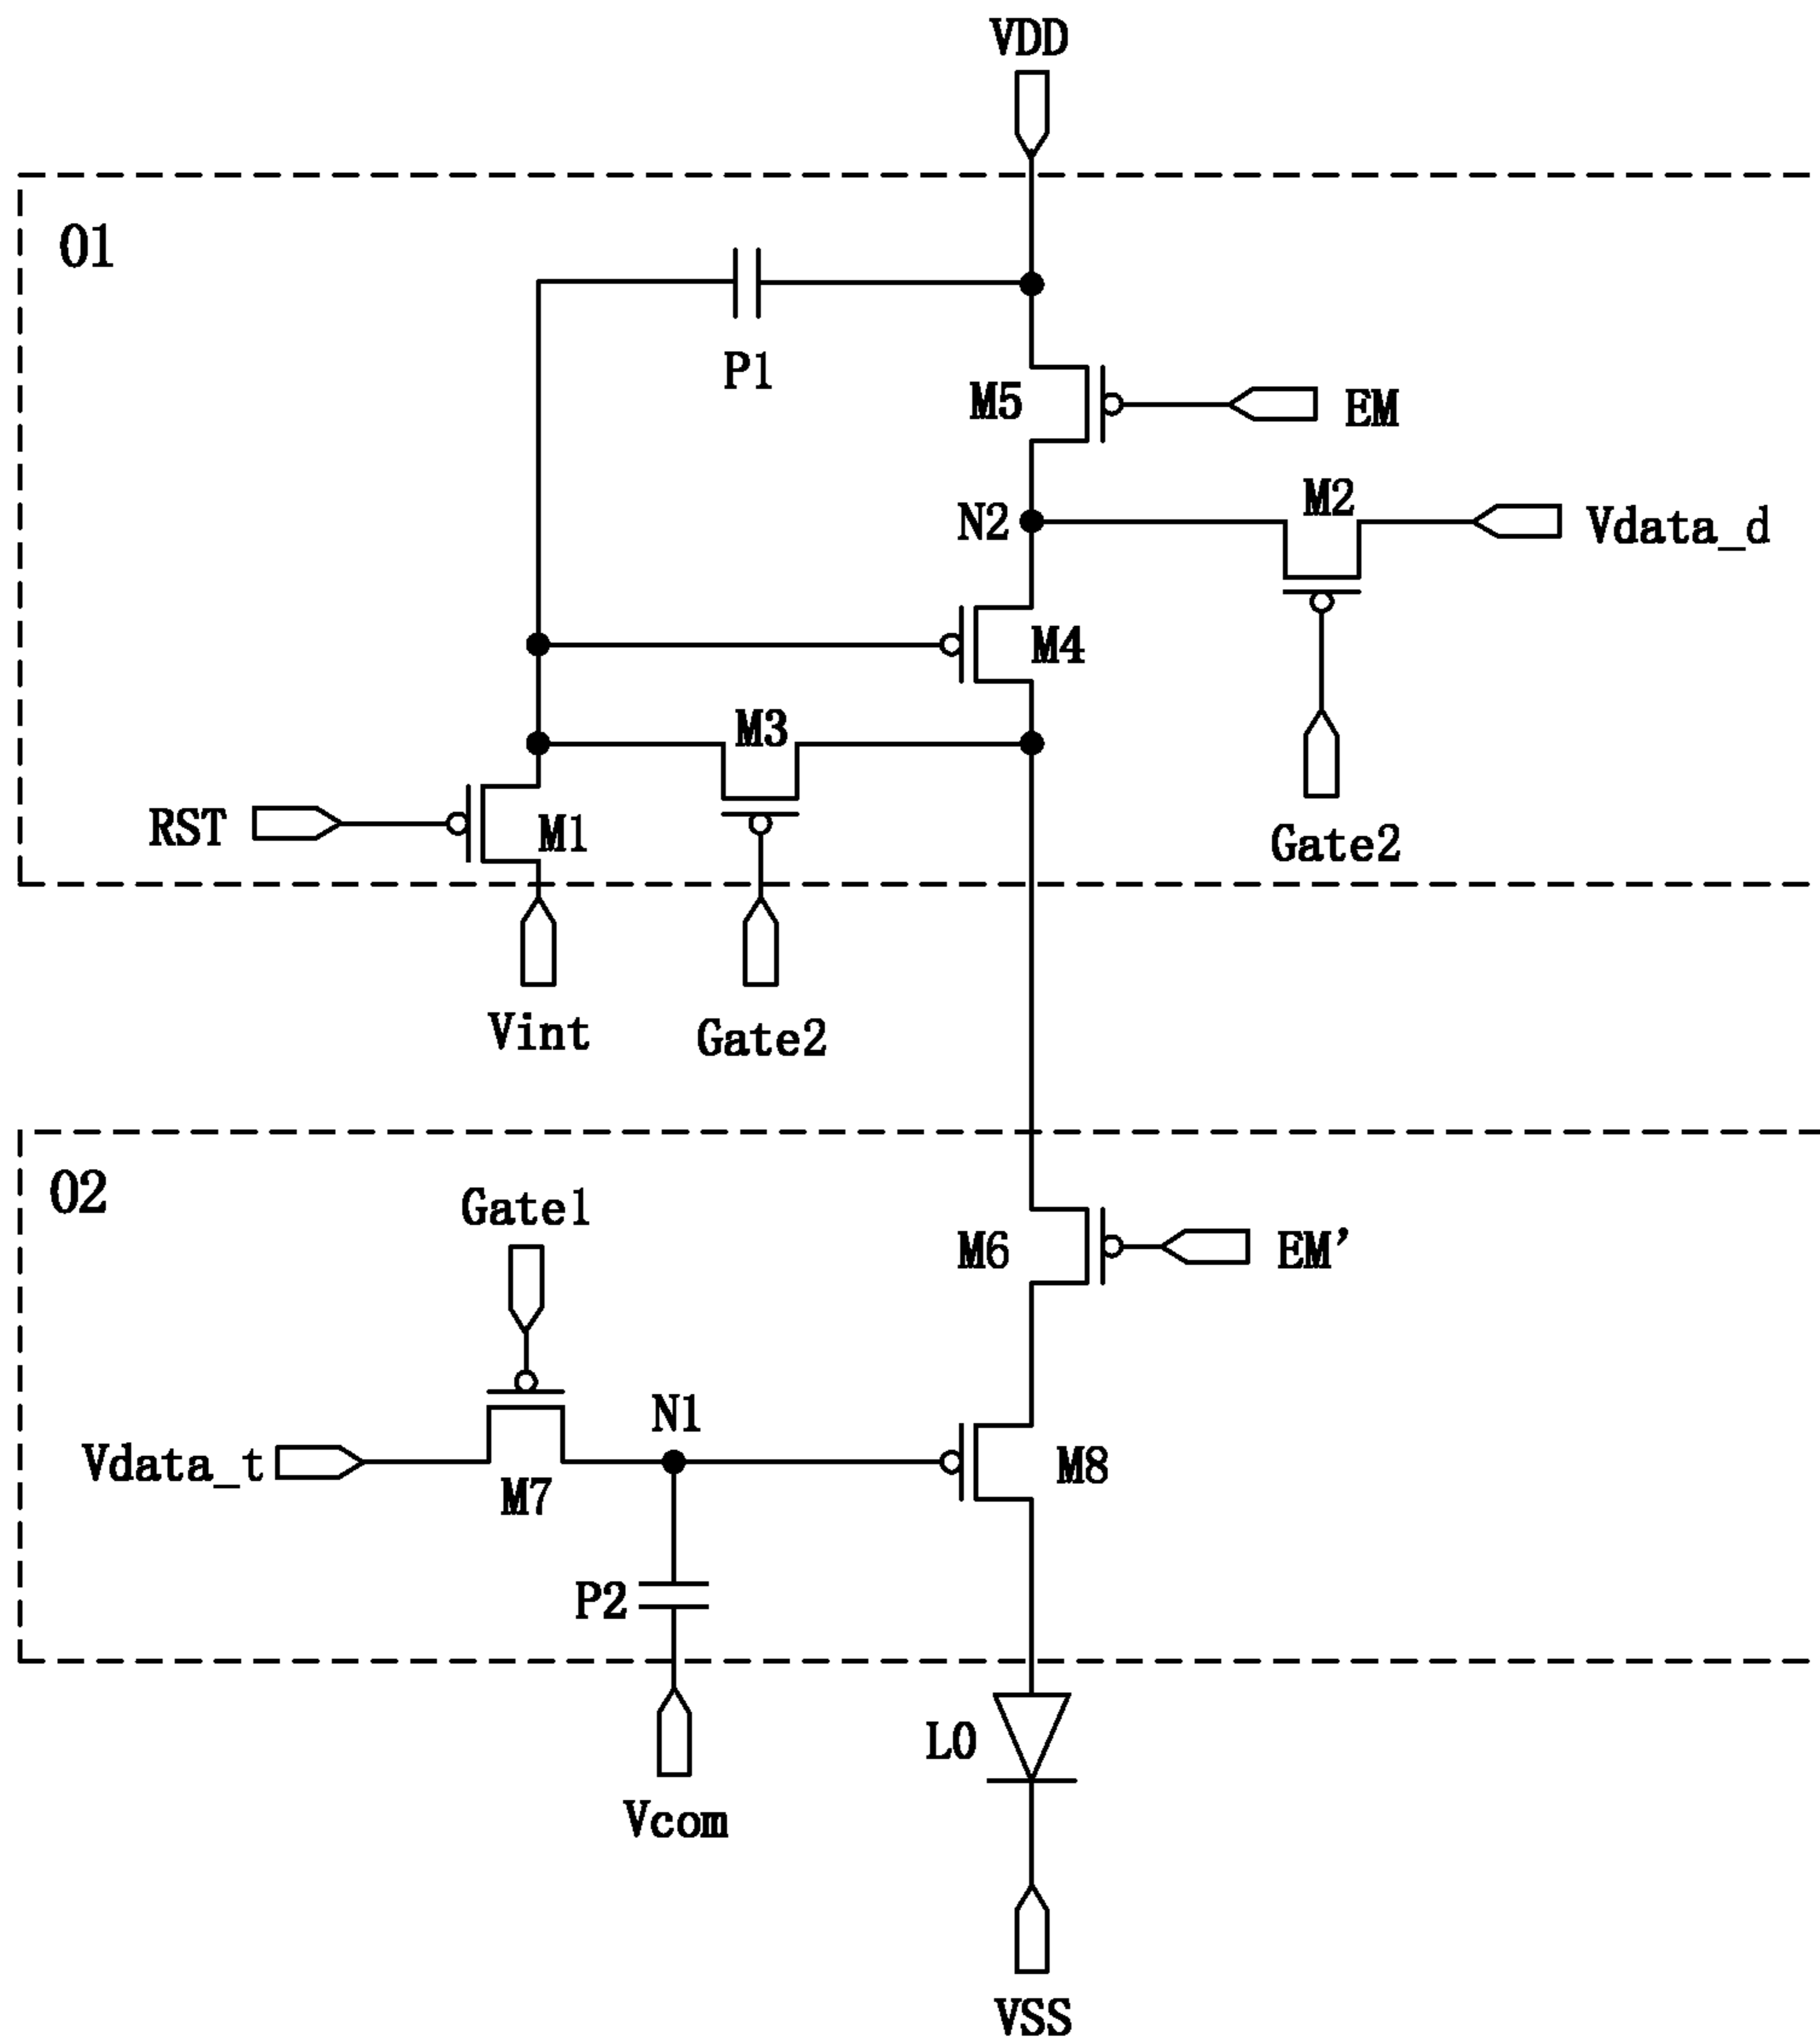 VDD
01
P1
M5
EM
N2
M2
Vdata_d
M4
M3
RST
M1
Gate2
Vint
Gate2
02
Gate1
M6
EM'
N1
Vdata_t
M7
M8
P2
L0
Vcom
VSS